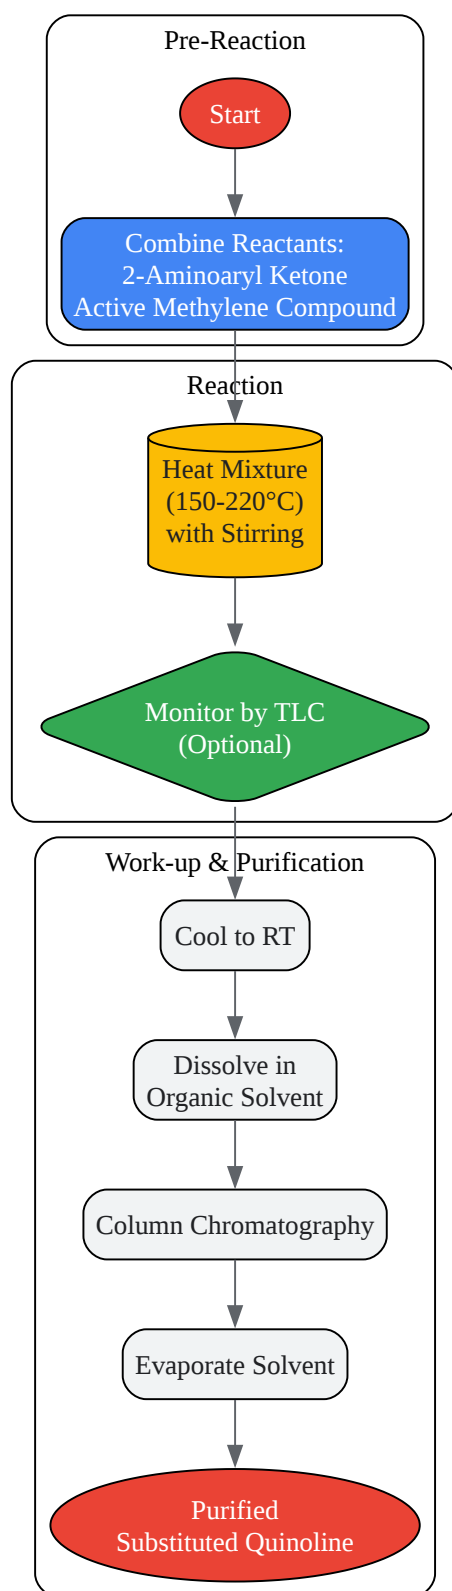 Pre-Reaction
Start
Combine Reactants:
2-Aminoaryl Ketone
Active Methylene Compound
Reaction
Heat Mixture
(150-220°C)
with Stirring
Monitor by TLC
(Optional)
Work-up & Purification
Cool to RT
Dissolve in
Organic Solvent
Column Chromatography
Evaporate Solvent
Purified
Substituted Quinoline